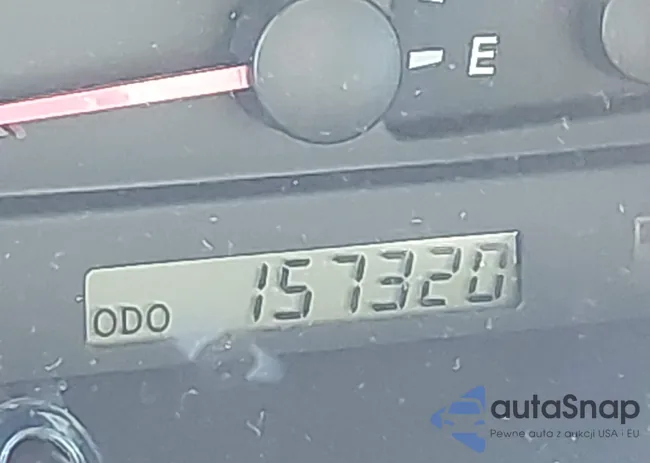 E
ODO 157320
autaSnap
Pewne auta z aukcji USA - EU